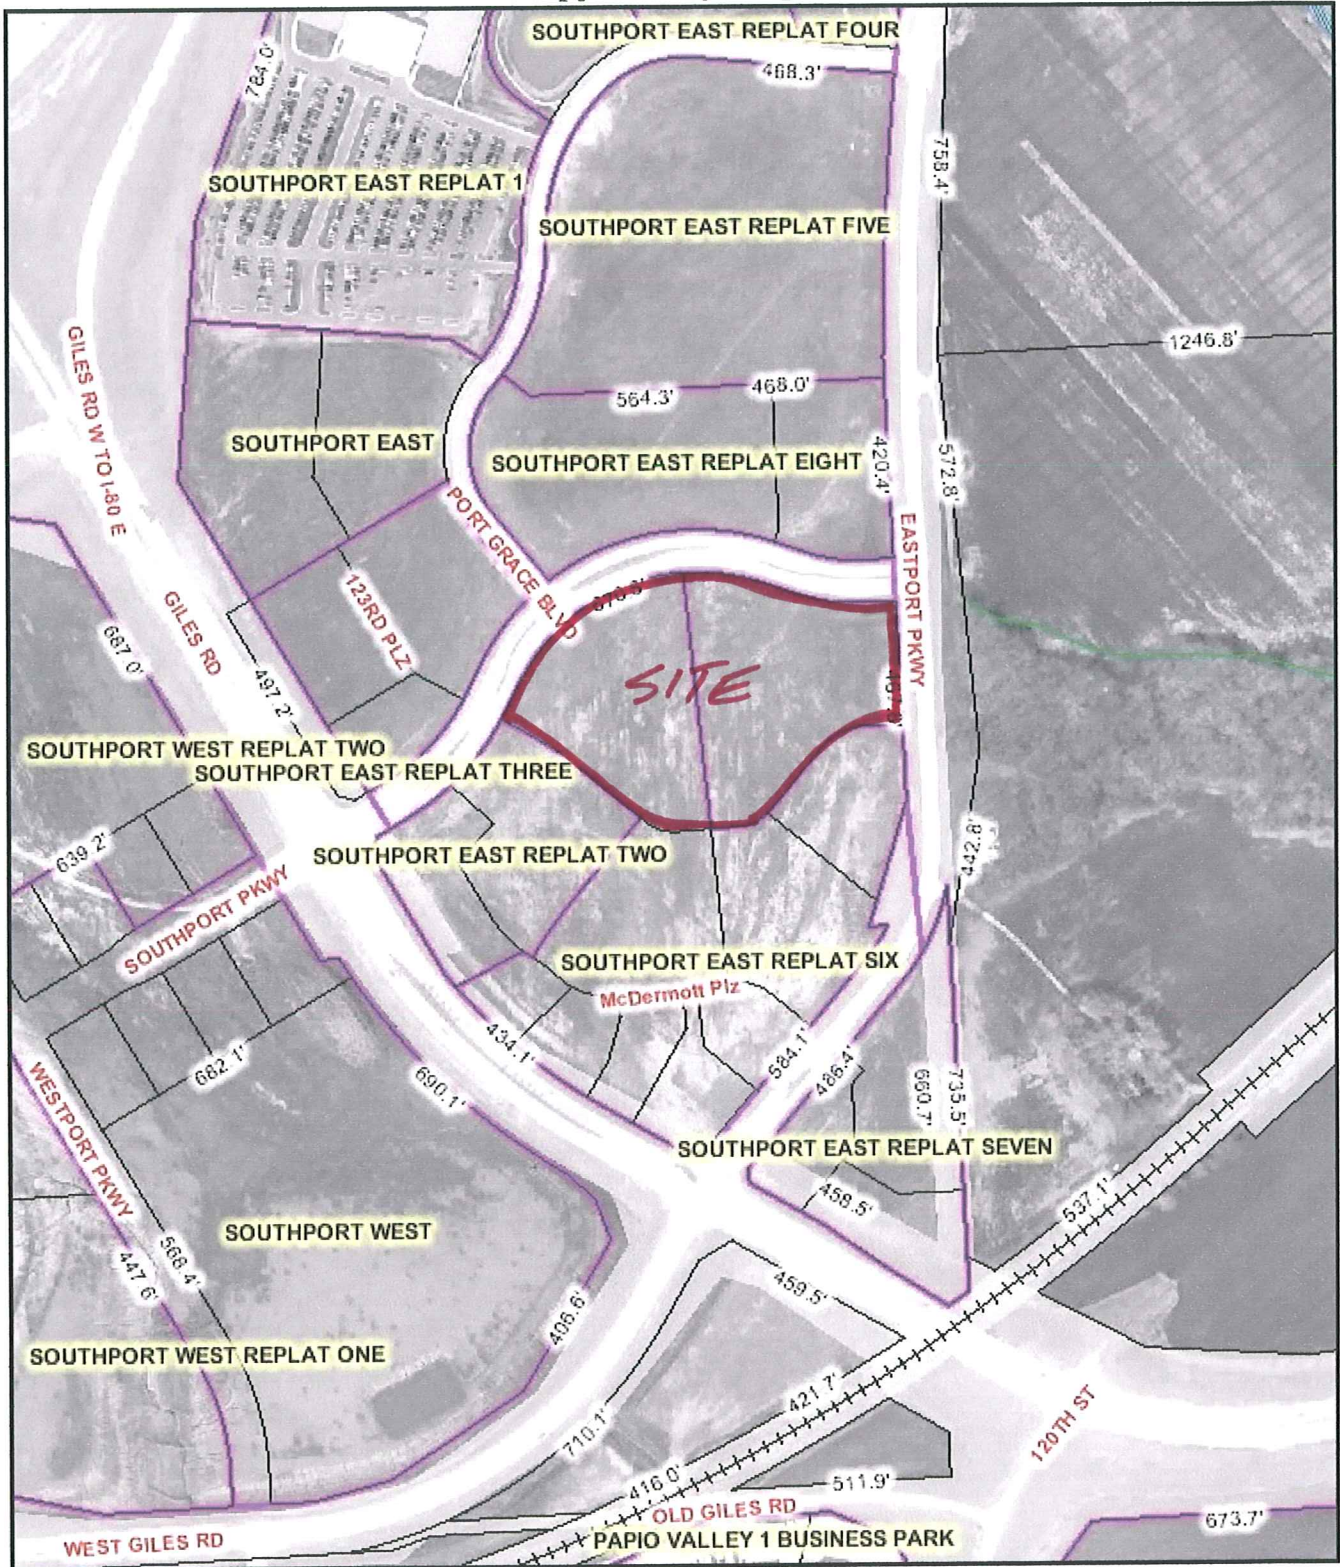 SOUTHPORT EAST REPLAT FOUR
784.0'
468.3'
758.4'
SOUTHPORT EAST REPLAT 1
SOUTHPORT EAST REPLAT FIVE
1246.8'
GILES RD W TO I-80 E
564.3'
468.0'
SOUTHPORT EAST
SOUTHPORT EAST REPLAT EIGHT
420.4'
572.8'
PORT GRACE BLVD
EASTPORT PKWY
123RD PLZ
GILES RD
687.0'
497.2'
SITE
SOUTHPORT WEST REPLAT TWO
SOUTHPORT EAST REPLAT THREE
639.2'
SOUTHPORT EAST REPLAT TWO
442.8'
SOUTHPORT PKWY
SOUTHPORT EAST REPLAT SIX
McDermott Plz
434.1'
584.1'
486.4'
682.1'
690.1'
660.7'
735.5'
WESTPORT PKWY
SOUTHPORT EAST REPLAT SEVEN
458.5'
537.1'
SOUTHPORT WEST
568.4'
447.6'
459.5'
406.6'
SOUTHPORT WEST REPLAT ONE
421.7'
710.1'
120TH ST
416.0'
511.9'
OLD GILES RD
673.7'
WEST GILES RD
PAPIO VALLEY 1 BUSINESS PARK